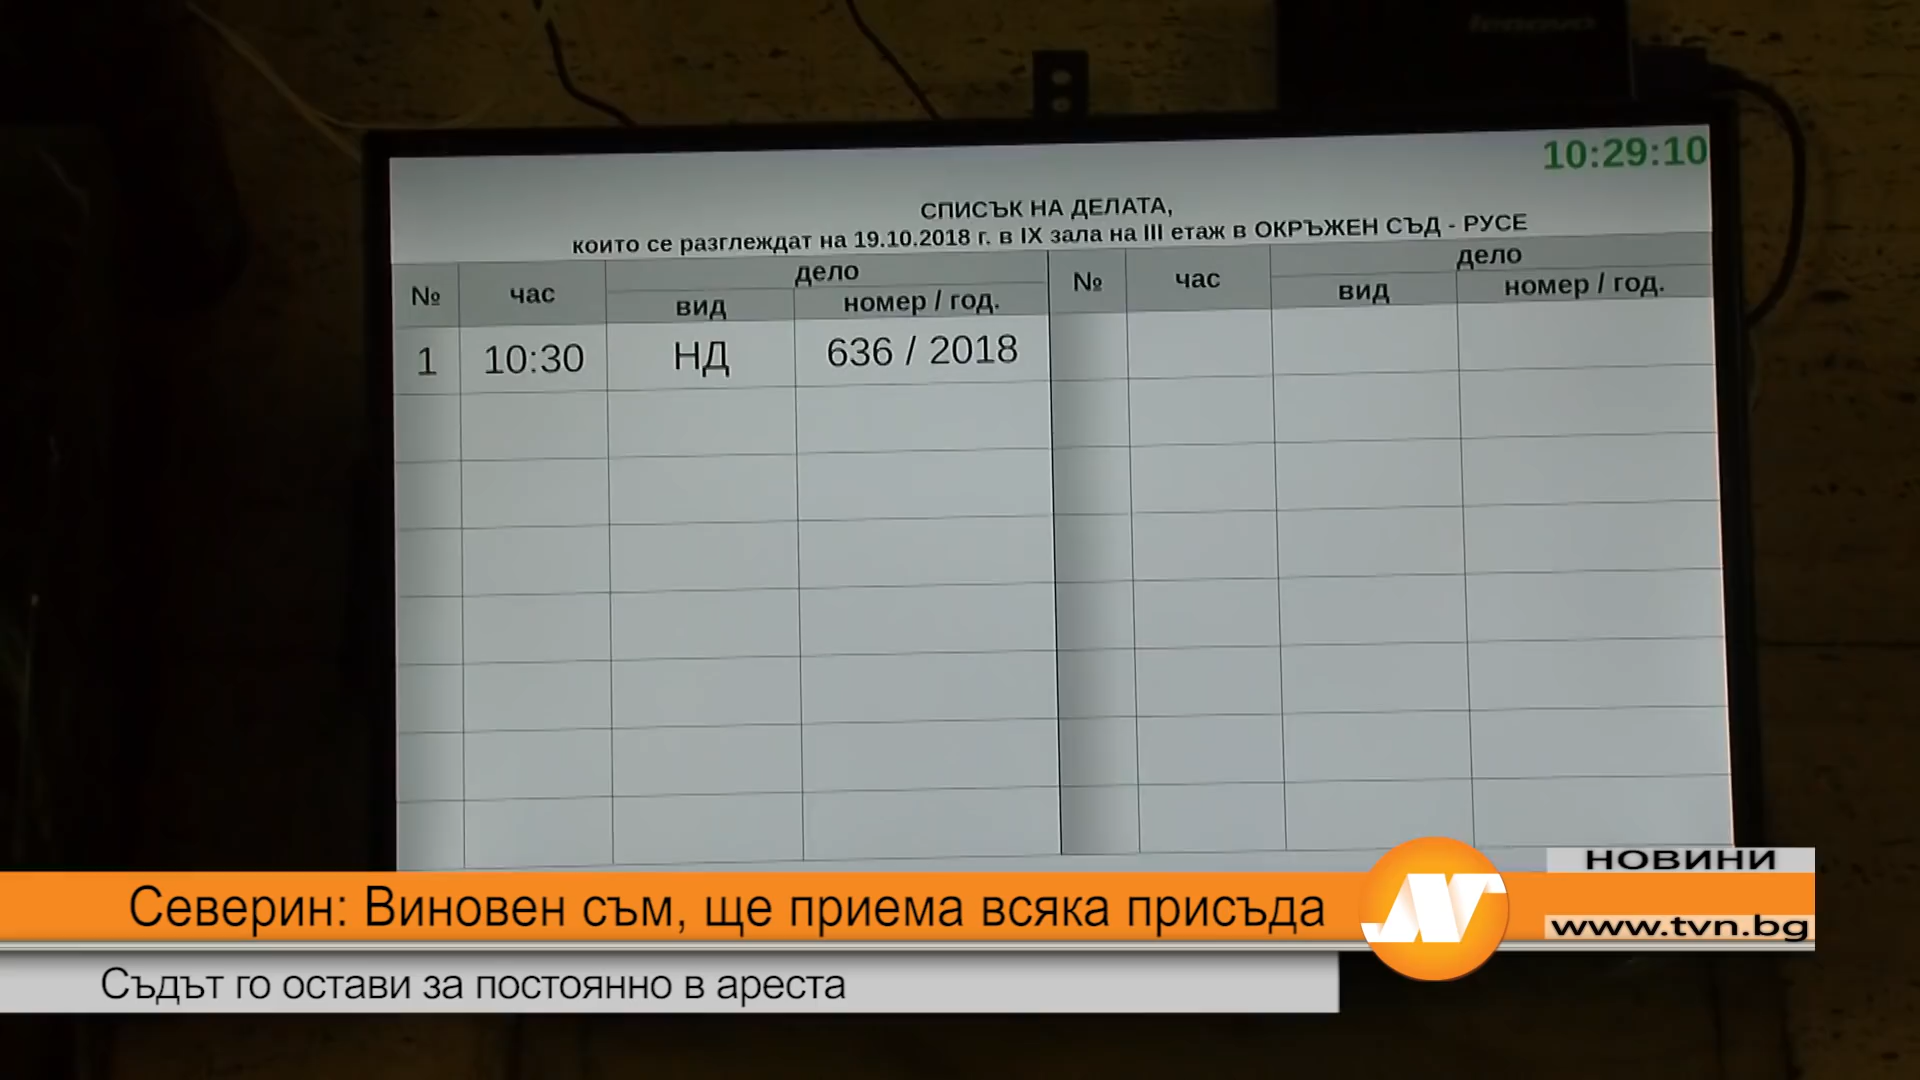 lenovo
10:29:10
СПИСЪК НА ДЕЛАТА,
които се разглеждат на 19.10.2018 г. в IX зала на III етаж в ОКРЪЖЕН СЪД - РУСЕ
№ час дело № час дело
вид номер / год. вид номер / год.
1 10:30 НД 636 / 2018
НОВИНИ
Северин: Виновен съм, ще приема всяка присъда
www.tvn.bg
Съдът го остави за постоянно в ареста